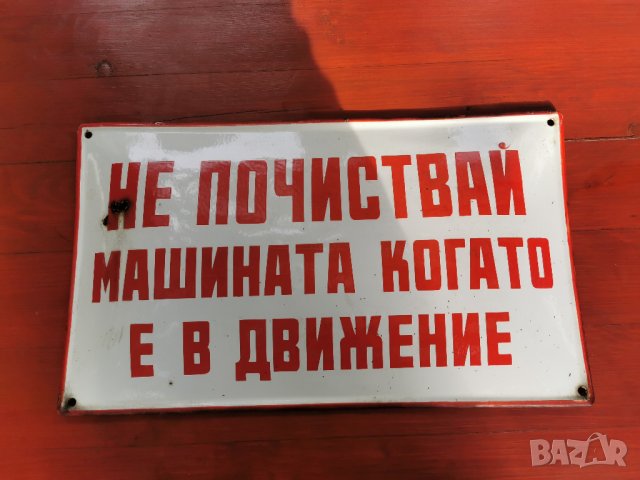 НЕ ПОЧИСТВАЙ
МАШИНАТА КОГАТО
Е В ДВИЖЕНИЕ
BAZAR